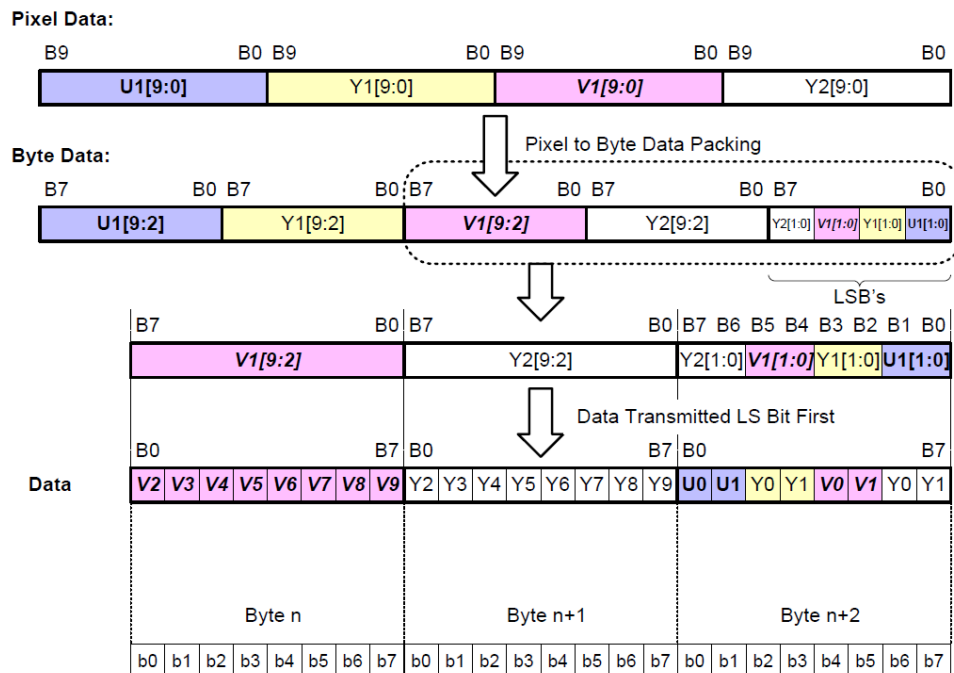 Pixel Data:
B9 B0 B9 B0 B9 B0 B9 B0
U1[9:0] Y1[9:0] V1[9:0] Y2[9:0]
Pixel to Byte Data Packing
Byte Data:
B7 B0 B7 B0 B7 B0 B7 B0 B7 B0
U1[9:2] Y1[9:2] V1[9:2] Y2[9:2] Y2[1:0] V1[1:0] Y1[1:0] U1[1:0]
LSB's
B7 B0 B7 B0 B7 B6 B5 B4 B3 B2 B1 B0
V1[9:2] Y2[9:2] Y2[1:0] V1[1:0] Y1[1:0] U1[1:0]
Data Transmitted LS Bit First
B0 B7 B0 B7 B0 B7
Data V2 V3 V4 V5 V6 V7 V8 V9 Y2 Y3 Y4 Y5 Y6 Y7 Y8 Y9 U0 U1 Y0 Y1 V0 V1 Y0 Y1
Byte n Byte n+1 Byte n+2
b0 b1 b2 b3 b4 b5 b6 b7 b0 b1 b2 b3 b4 b5 b6 b7 b0 b1 b2 b3 b4 b5 b6 b7